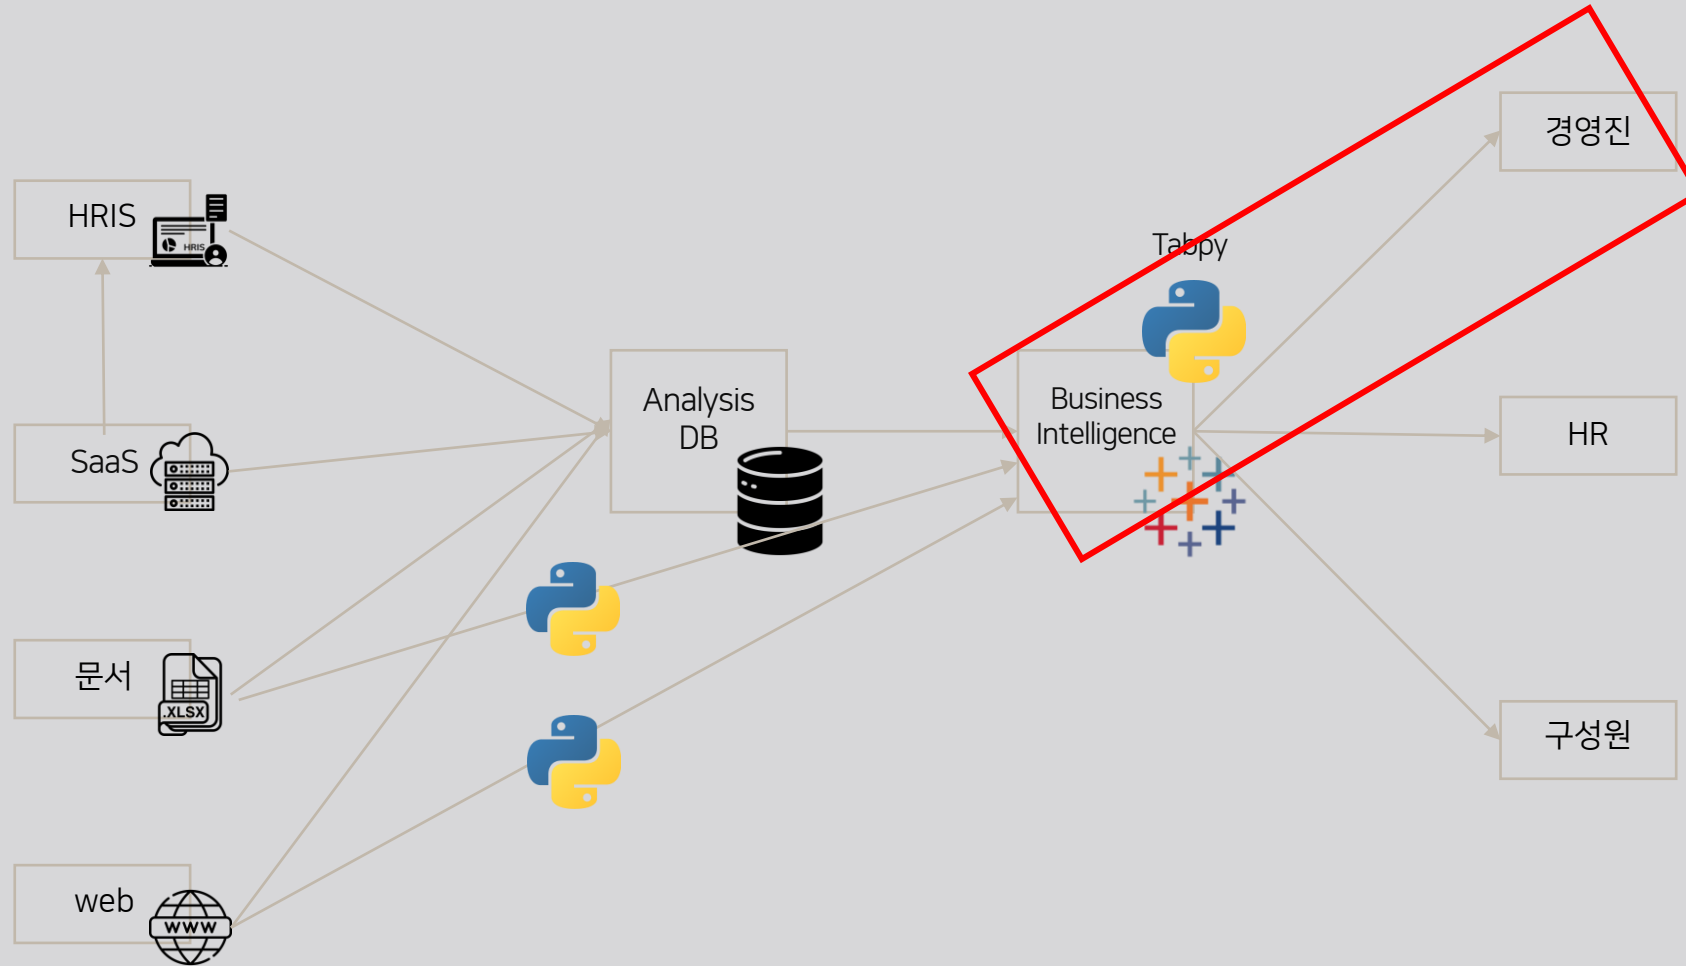 HRIS
HRIS
SaaS
문서
.XLSX
web
WWW
Analysis
DB
Tabpy
Business
Intelligence
경영진
HR
구성원